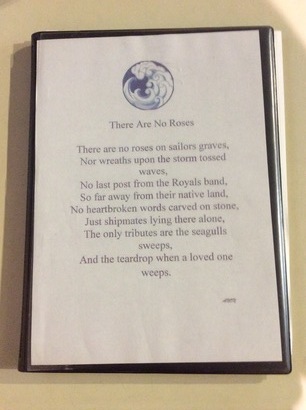 There Are No Roses
There are no roses on sailors graves,
Nor wreaths upon the storm tossed
waves,
No last post from the Royals band,
So far away from their native land,
No heartbroken words carved on stone,
Just shipmates lying there alone,
The only tributes are the seagulls
sweeps,
And the teardrop when a loved one
weeps.